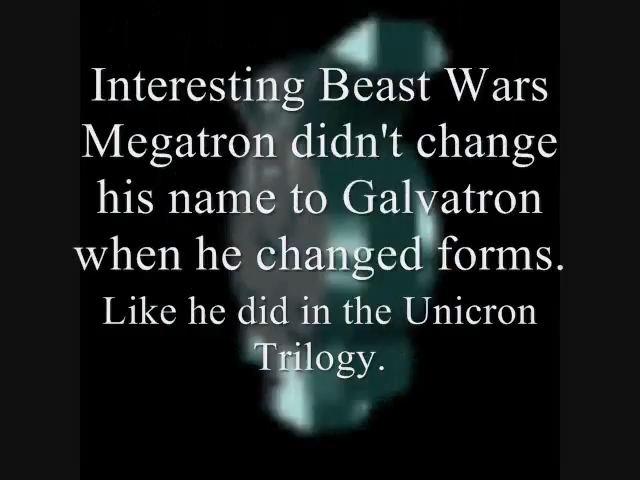 Interesting Beast Wars
Megatron didn't change
his name to Galvatron
when he changed forms.
Like he did in the Unicron
Trilogy.